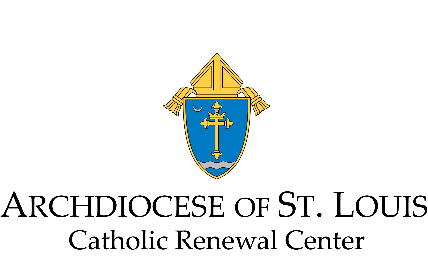 ARCHDIOCESE OF ST. LOUIS
Catholic Renewal Center